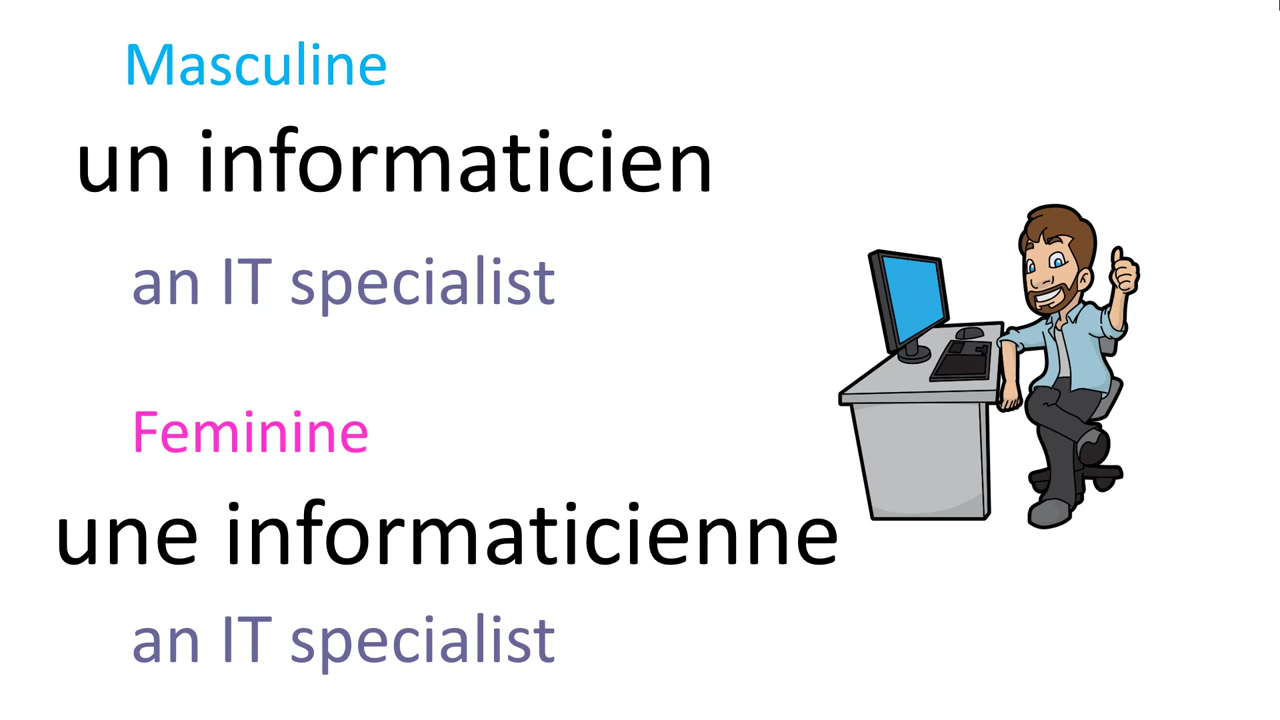 Masculine
un informaticien
an IT specialist
Feminine
une informaticienne
an IT specialist